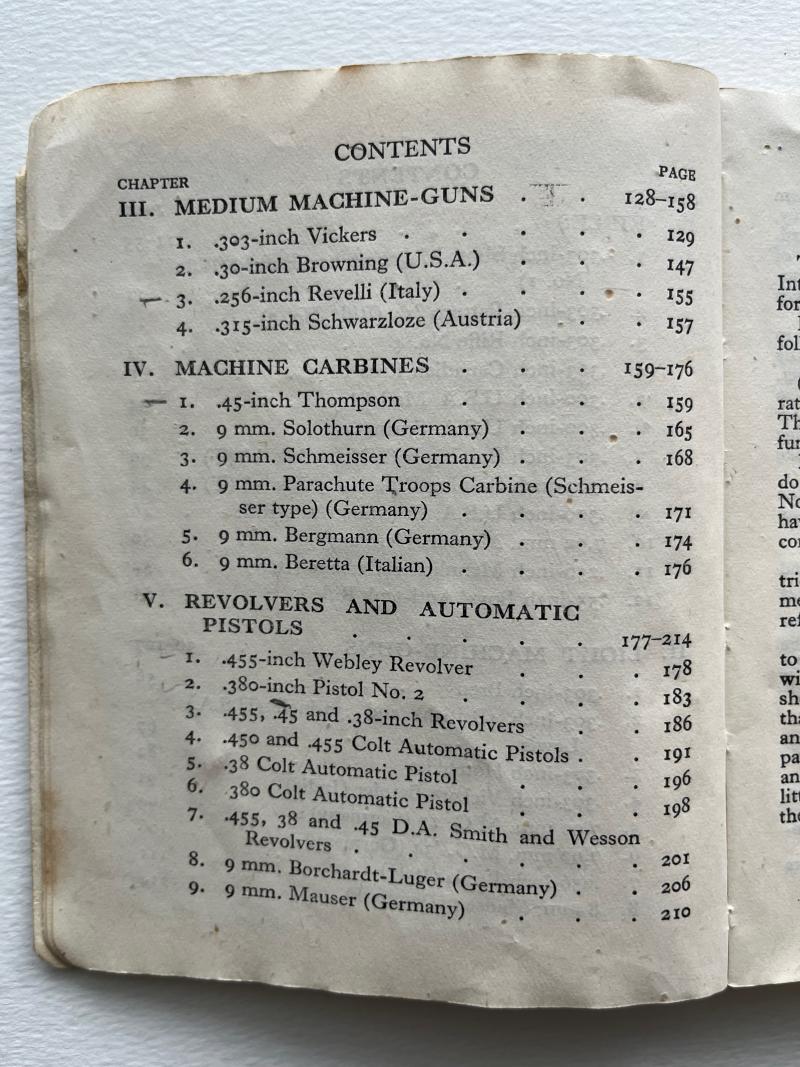 CONTENTS
CHAPTER PAGE
III. MEDIUM MACHINE-GUNS . . 128–158
1. .303-inch Vickers . . . . . 129
2. .30-inch Browning (U.S.A.) . . . 147
3. .256-inch Revelli (Italy) . . . . 155
4. .315-inch Schwarzloze (Austria) . . 157
IV. MACHINE CARBINES . . . 159–176
1. .45-inch Thompson . . . . 159
2. 9 mm. Solothurn (Germany) . . . 165
3. 9 mm. Schmeisser (Germany) . . . 168
4. 9 mm. Parachute Troops Carbine (Schmeis-
ser type) (Germany) . . . . 171
5. 9 mm. Bergmann (Germany) . . . 174
6. 9 mm. Beretta (Italian) . . . . 176
V. REVOLVERS AND AUTOMATIC
PISTOLS . . . . . 177–214
1. .455-inch Webley Revolver . . . 178
2. .380-inch Pistol No. 2 . . . . 183
3. .455, .45 and .38-inch Revolvers . . 186
4. .450 and .455 Colt Automatic Pistols . . 191
5. .38 Colt Automatic Pistol . . . 196
6. .380 Colt Automatic Pistol . . . 198
7. .455, 38 and .45 D.A. Smith and Wesson
Revolvers . . . . . . 201
8. 9 mm. Borchardt-Luger (Germany) . . 206
9. 9 mm. Mauser (Germany) . . . 210